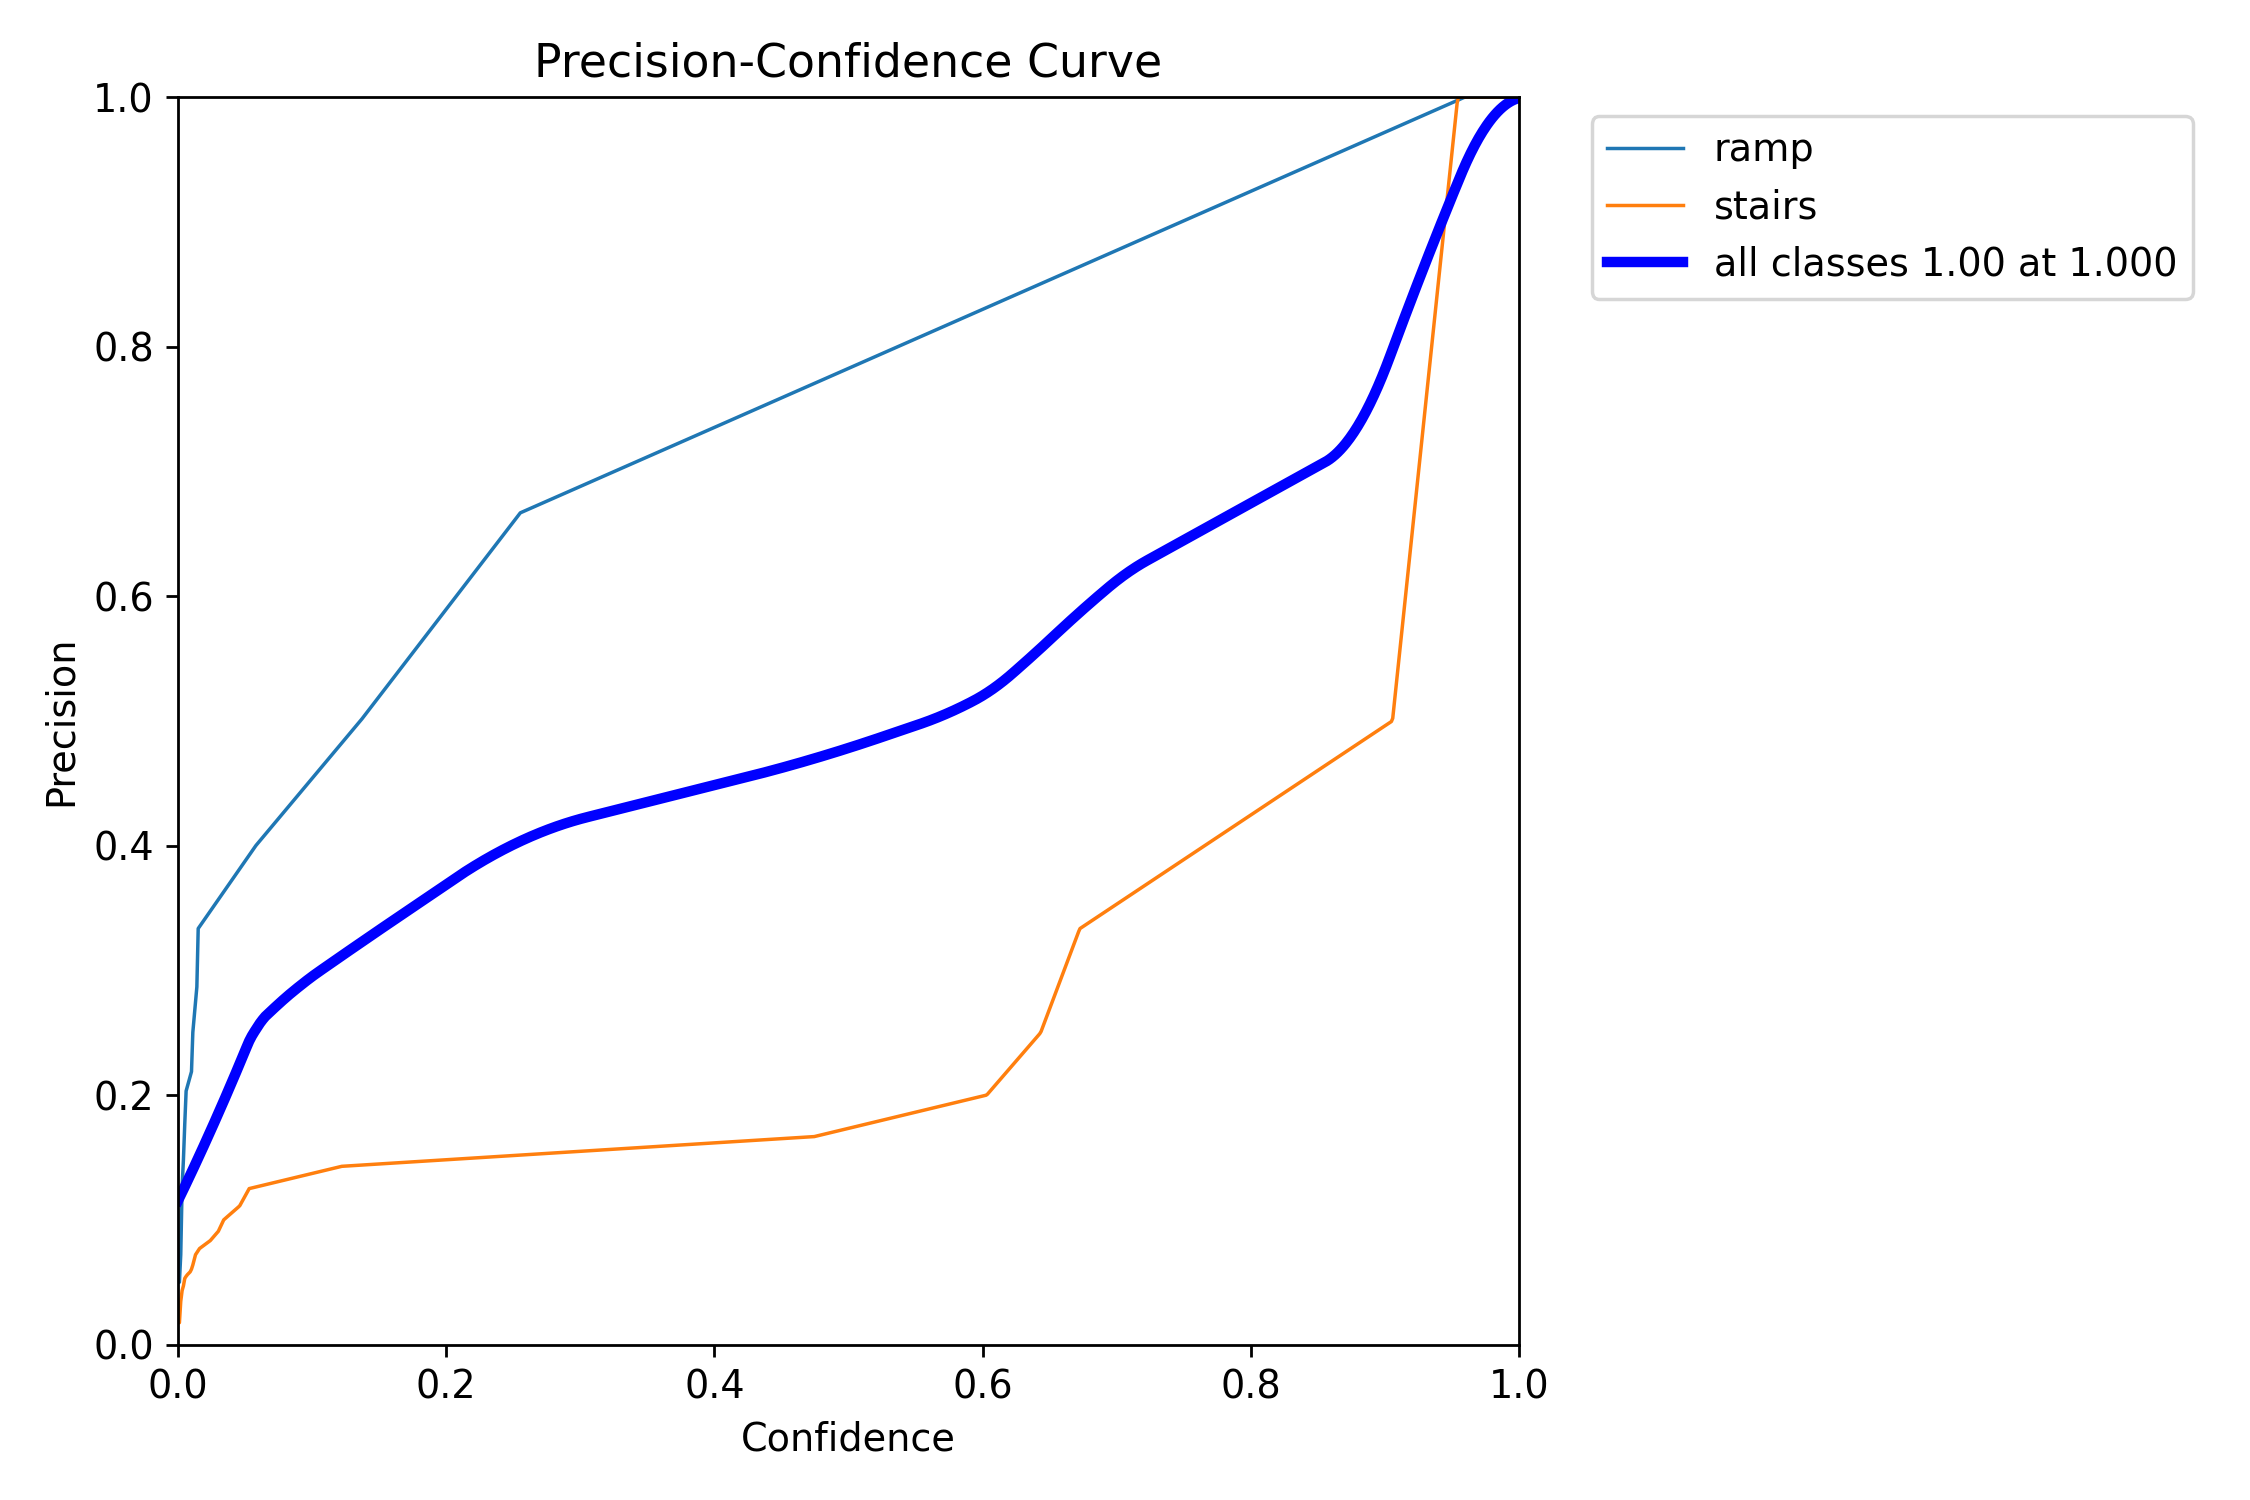 Precision-Confidence Curve
1.0
0.8
0.6
0.4
0.2
0.0
Precision
0.0 0.2 0.4 0.6 0.8 1.0
Confidence
ramp
stairs
all classes 1.00 at 1.000